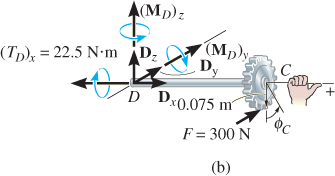 (M_D)_z
(T_D)_x = 22.5 N·m
D_z
(M_D)_y
D_y
C
D
D_x
0.075 m
+
ϕ_C
F = 300 N
(b)